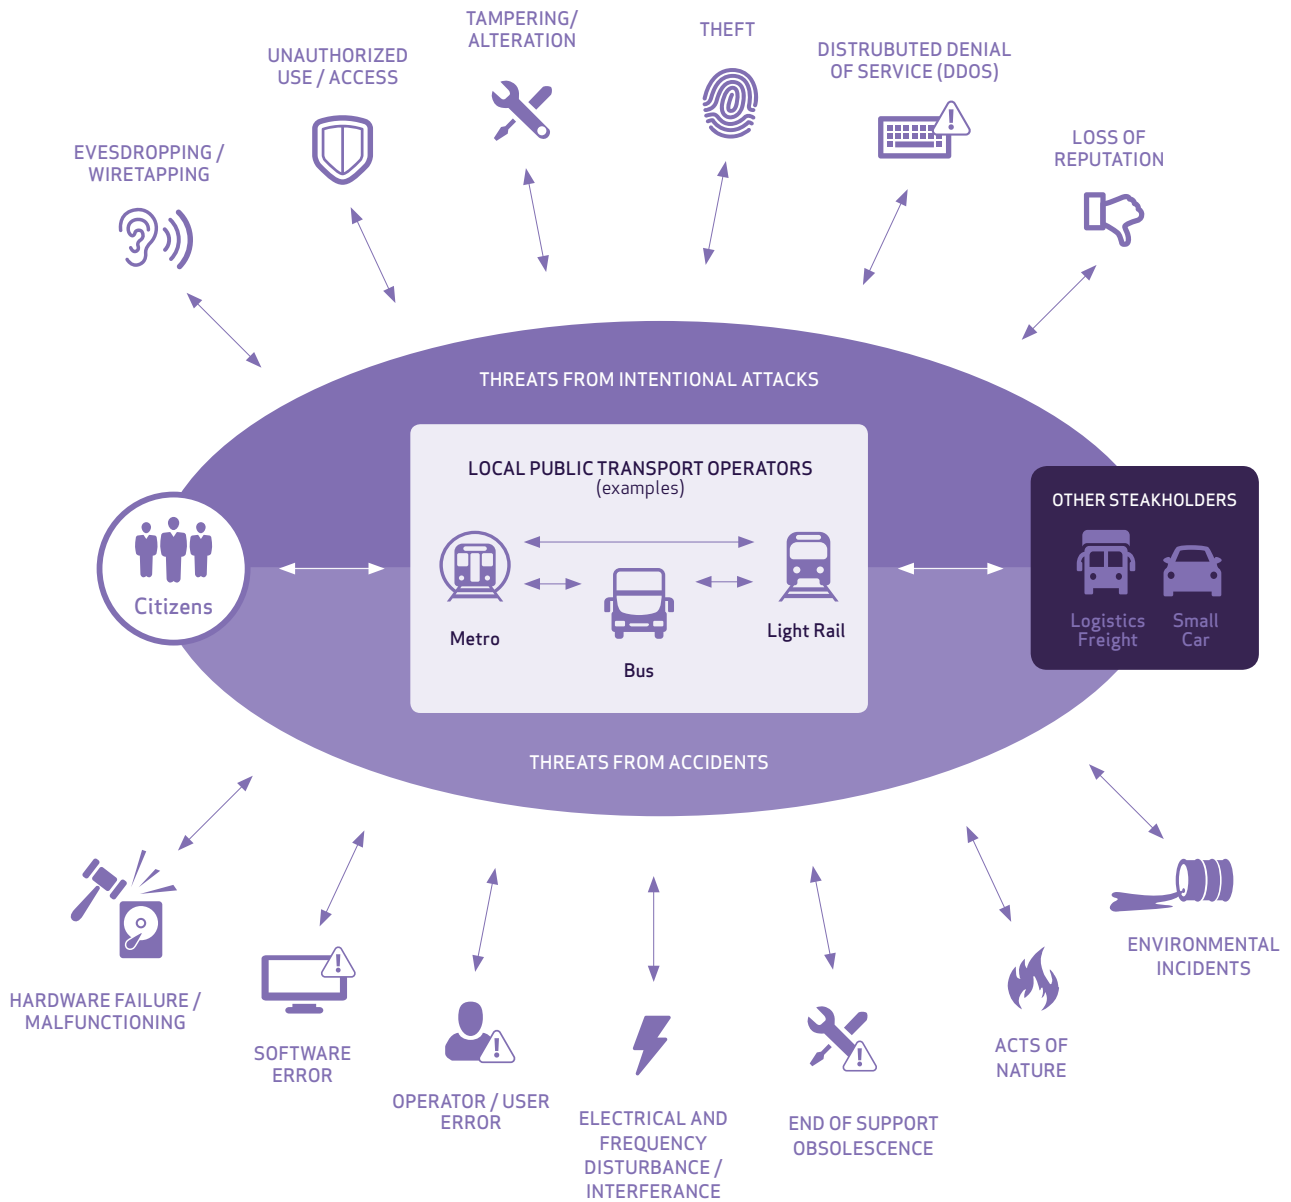 TAMPERING/
ALTERATION
THEFT
UNAUTHORIZED
USE / ACCESS
DISTRUBUTED DENIAL
OF SERVICE (DDOS)
EVESDROPPING /
WIRETAPPING
LOSS OF
REPUTATION
THREATS FROM INTENTIONAL ATTACKS
LOCAL PUBLIC TRANSPORT OPERATORS
(examples)
OTHER STEAKHOLDERS
Citizens
Metro
Bus
Light Rail
Logistics
Freight
Small
Car
THREATS FROM ACCIDENTS
HARDWARE FAILURE /
MALFUNCTIONING
SOFTWARE
ERROR
OPERATOR / USER
ERROR
ELECTRICAL AND
FREQUENCY
DISTURBANCE /
INTERFERANCE
END OF SUPPORT
OBSOLESCENCE
ACTS OF
NATURE
ENVIRONMENTAL
INCIDENTS